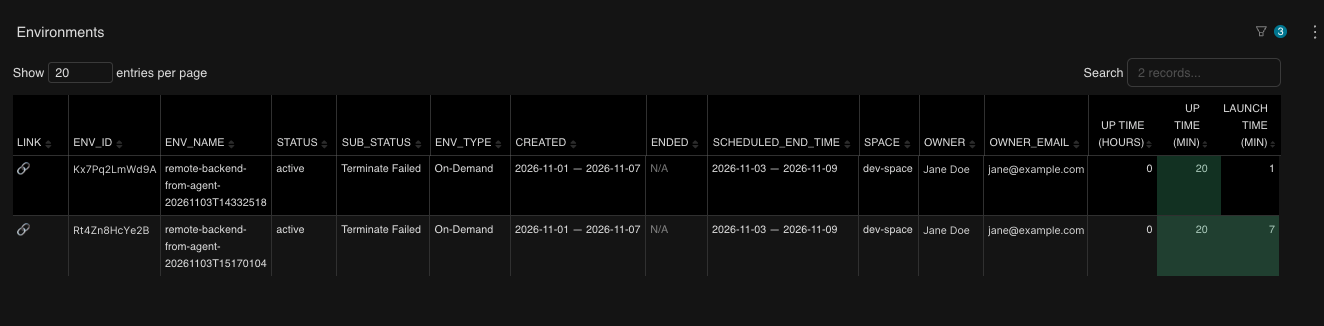 Environments
3
Show 20 entries per page
Search 2 records...
LINK ENV_ID ENV_NAME STATUS SUB_STATUS ENV_TYPE CREATED ENDED SCHEDULED_END_TIME SPACE OWNER OWNER_EMAIL UP TIME (HOURS) UP TIME (MIN) LAUNCH TIME (MIN)
Kx7Pq2LmWd9A remote-backend-from-agent-20261103T14332518 active Terminate Failed On-Demand 2026-11-01 — 2026-11-07 N/A 2026-11-03 — 2026-11-09 dev-space Jane Doe jane@example.com 0 20 1
Rt4Zn8HcYe2B remote-backend-from-agent-20261103T15170104 active Terminate Failed On-Demand 2026-11-01 — 2026-11-07 N/A 2026-11-03 — 2026-11-09 dev-space Jane Doe jane@example.com 0 20 7